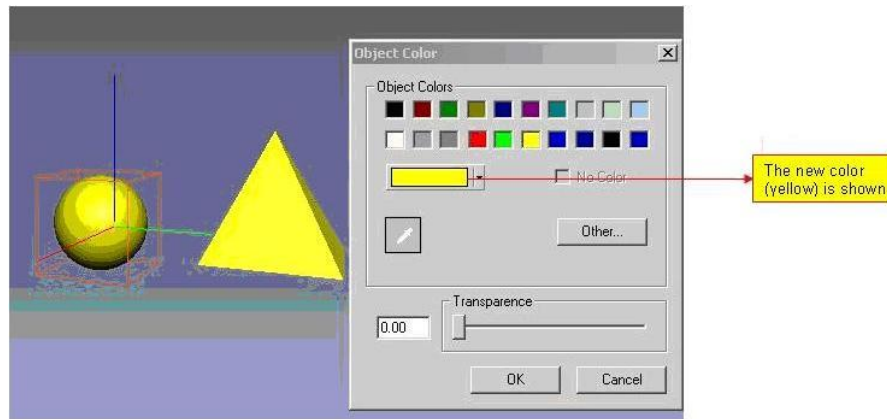 Object Color
Object Colors
No Color
The new color
(yellow) is shown
Other...
Transparence
0.00
OK
Cancel